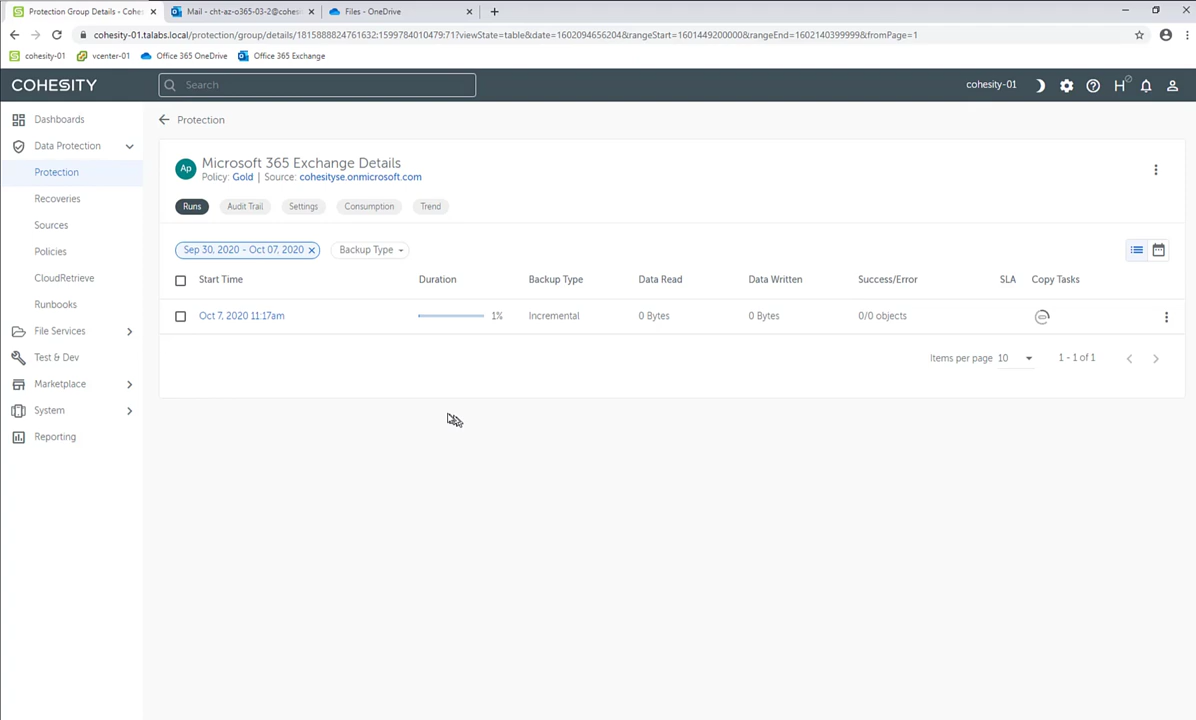 Protection Group Details - Cohes
Mail - cht-az-o365-03-2@cohes
Files - OneDrive
cohesity-01.talabs.local/protection/group/details/1815888824761632:1599784010479:71?viewState=table&date=1602094656204&rangeStart=1601449200000&rangeEnd=1602140399999&fromPage=1
cohesity-01
vcenter-01
Office 365 OneDrive
Office 365 Exchange
COHESITY
Search
cohesity-01
H
Dashboards
Data Protection
Protection
Recoveries
Sources
Policies
CloudRetrieve
Runbooks
File Services
Test & Dev
Marketplace
System
Reporting
Protection
Ap
Microsoft 365 Exchange Details
Policy: Gold | Source: cohesityse.onmicrosoft.com
Runs Audit Trail Settings Consumption Trend
Sep 30, 2020 - Oct 07, 2020 Backup Type
Start Time Duration Backup Type Data Read Data Written Success/Error SLA Copy Tasks
Oct 7, 2020 11:17am 1% Incremental 0 Bytes 0 Bytes 0/0 objects
Items per page 10 1 - 1 of 1